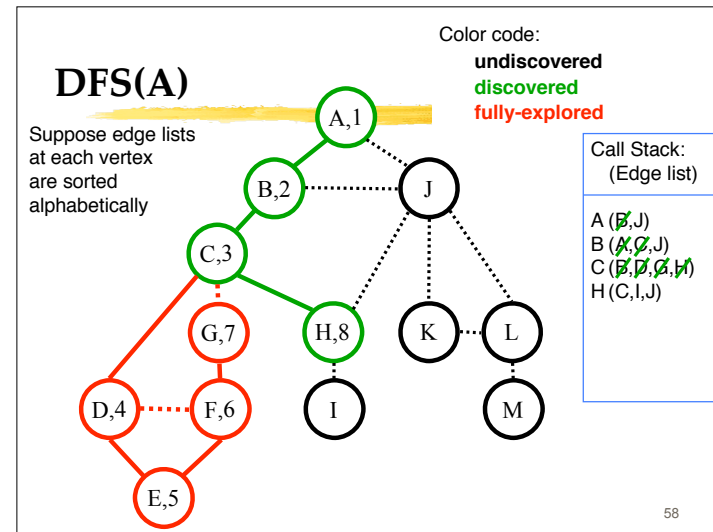 Color code:
undiscovered
discovered
fully-explored
DFS(A)
Suppose edge lists
at each vertex
are sorted
alphabetically
Call Stack:
(Edge list)
A (B,J)
B (A,C,J)
C (B,D,G,H)
H (C,I,J)
A,1
B,2
J
C,3
G,7
H,8
K
L
D,4
F,6
I
M
E,5
58